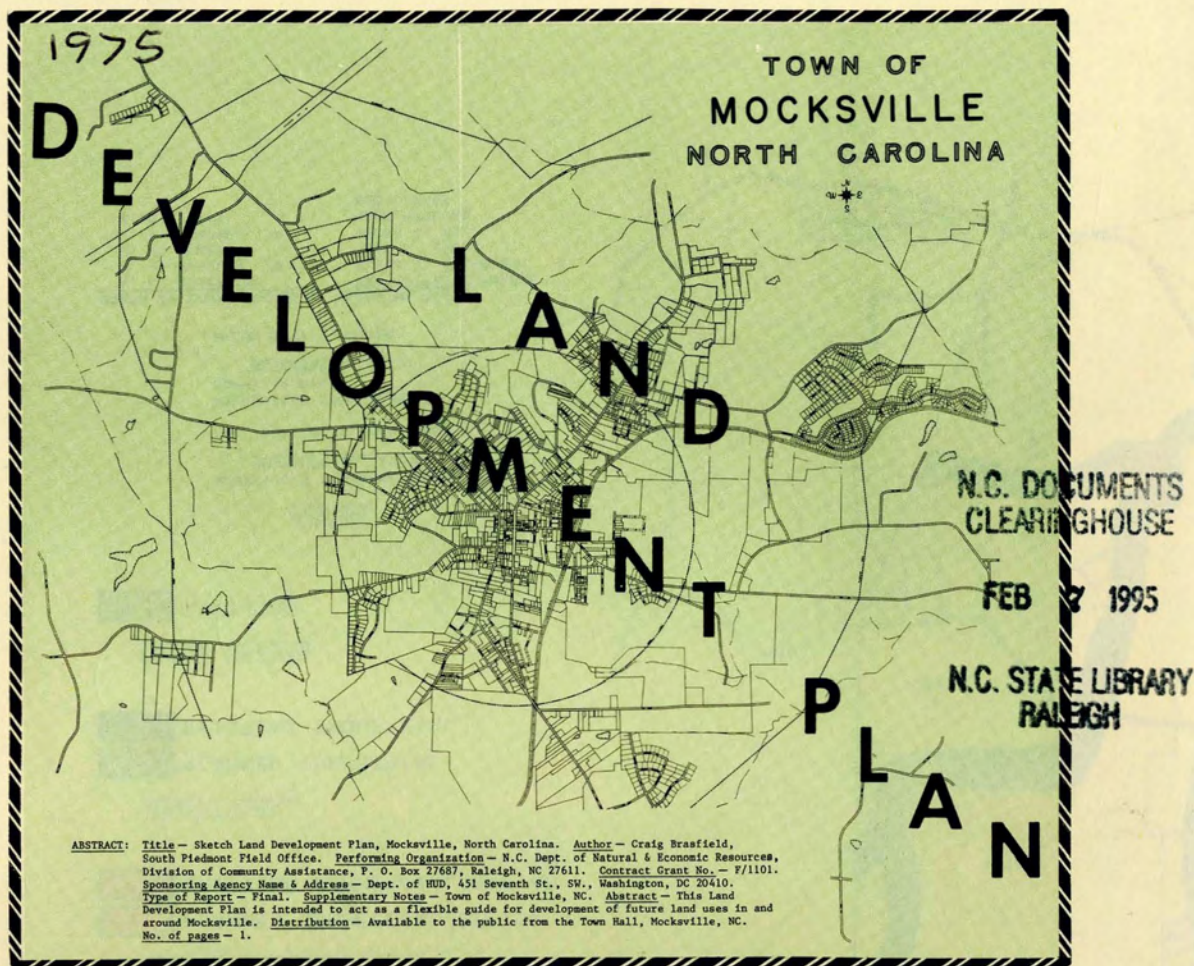 1975
TOWN OF
MOCKSVILLE
NORTH CAROLINA
N
W E
S
LAND
DEVELOPMENT
PLAN
N.C. DOCUMENTS
CLEARINGHOUSE
FEB 7 1995
N.C. STATE LIBRARY
RALEIGH
ABSTRACT: Title — Sketch Land Development Plan, Mocksville, North Carolina. Author — Craig Brasfield,
South Piedmont Field Office. Performing Organization — N.C. Dept. of Natural & Economic Resources,
Division of Community Assistance, P. O. Box 27687, Raleigh, NC 27611. Contract Grant No. — F/1101.
Sponsoring Agency Name & Address — Dept. of HUD, 451 Seventh St., SW., Washington, DC 20410.
Type of Report — Final. Supplementary Notes — Town of Mocksville, NC. Abstract — This Land
Development Plan is intended to act as a flexible guide for development of future land uses in and
around Mocksville. Distribution — Available to the public from the Town Hall, Mocksville, NC.
No. of pages — 1.